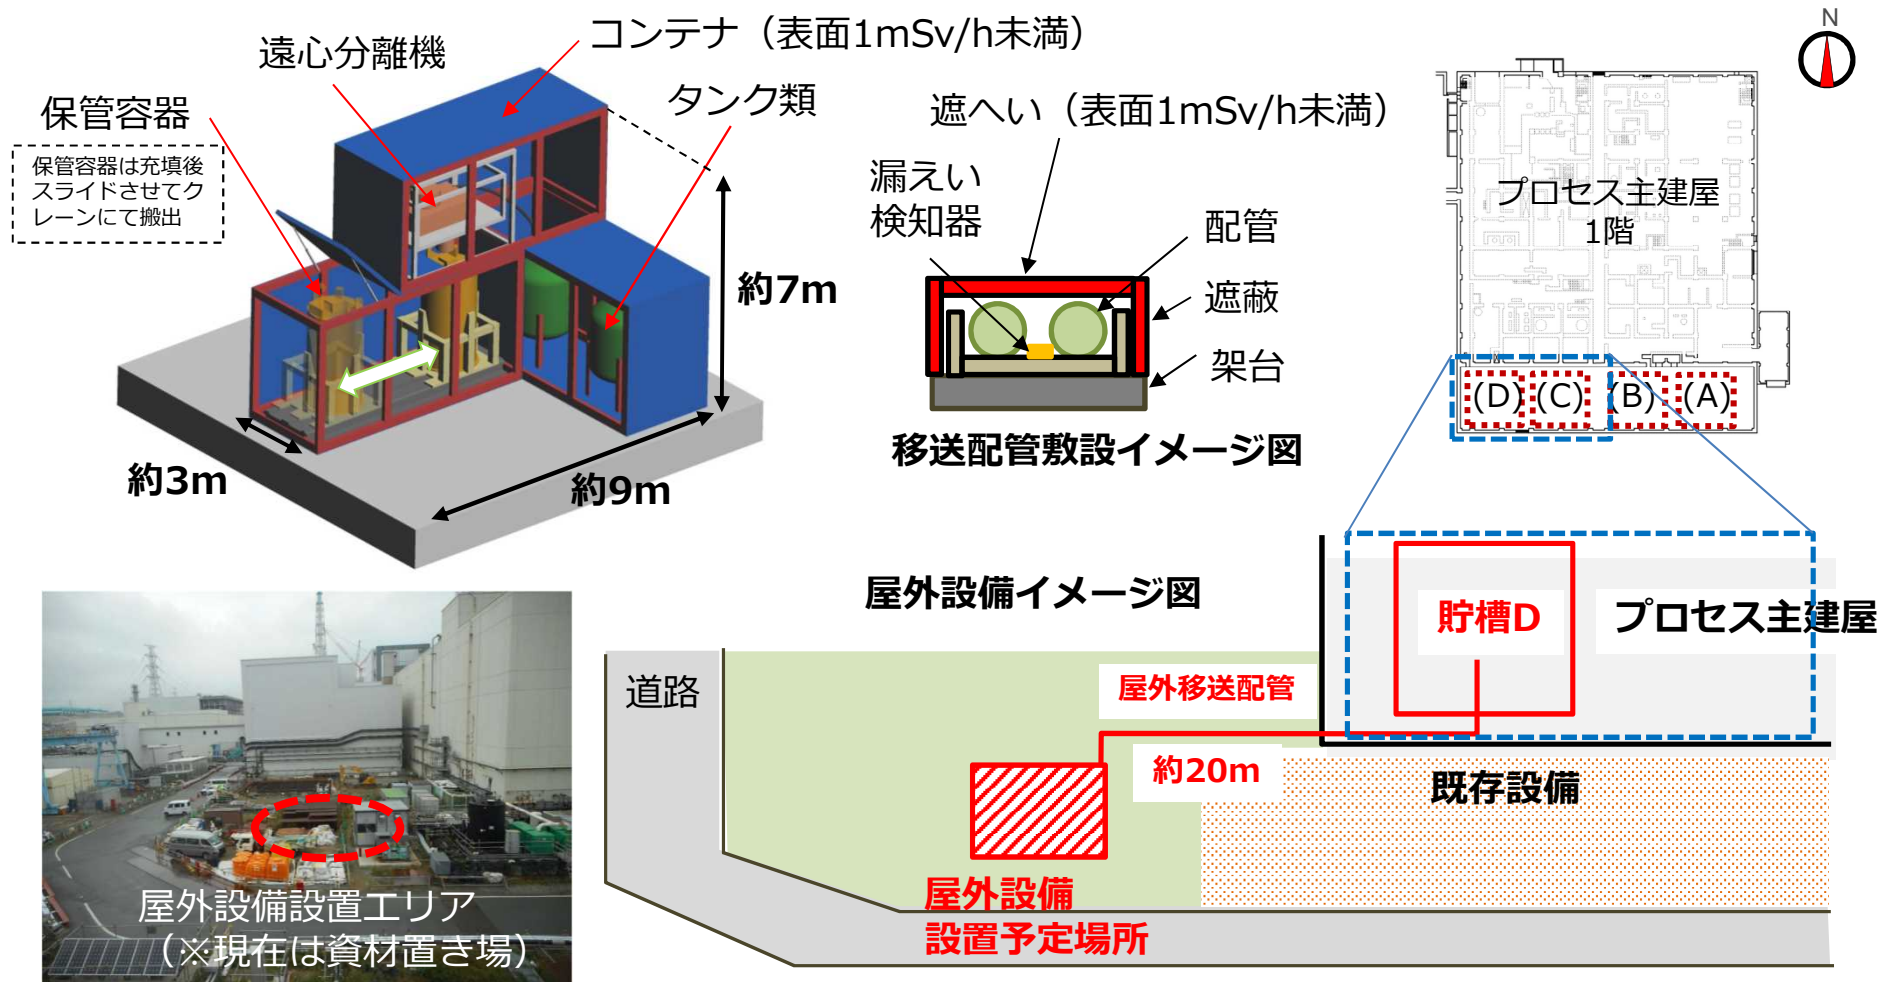 コンテナ（表面1mSv/h未満）
遠心分離機
タンク類
保管容器
保管容器は充填後
スライドさせてク
レーンにて搬出
約7m
約3m
約9m
遮へい（表面1mSv/h未満）
漏えい
検知器
配管
遮蔽
架台
移送配管敷設イメージ図
N
プロセス主建屋
1階
(D)
(C)
(B)
(A)
屋外設備イメージ図
貯槽D
プロセス主建屋
道路
屋外移送配管
約20m
既存設備
屋外設備
設置予定場所
屋外設備設置エリア
（※現在は資材置き場）